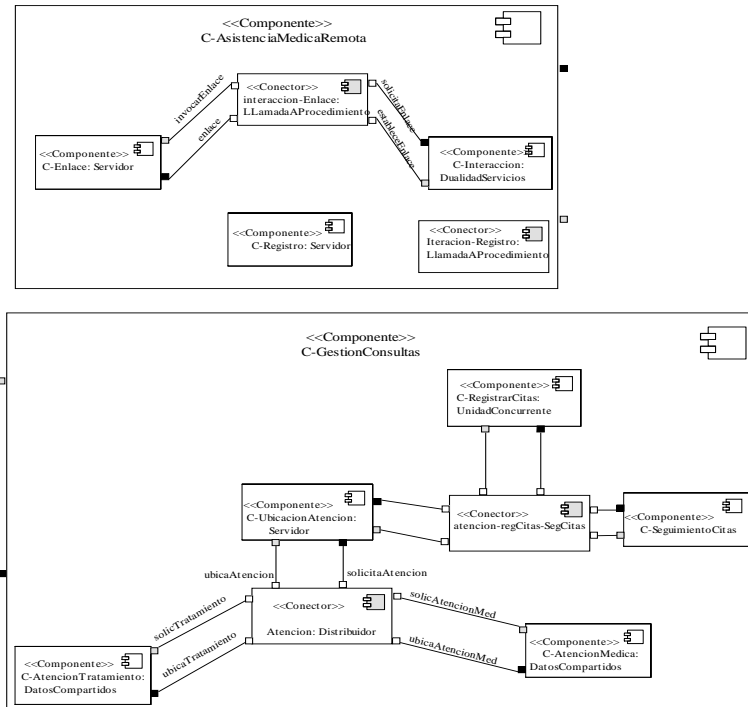 <<Componente>>
C-AsistenciaMedicaRemota
<<Conector>>
interaccion-Enlace:
LLamadaAProcedimiento
invocarEnlace
enlace
solicitaEnlace
estableceEnlace
<<Componente>>
C-Enlace: Servidor
<<Componente>>
C-Interaccion:
DualidadServicios
<<Componente>>
C-Registro: Servidor
<<Conector>>
Iteracion-Registro:
LlamadaAProcedimiento
<<Componente>>
C-GestionConsultas
<<Componente>>
C-RegistrarCitas:
UnidadConcurrente
<<Componente>>
C-UbicacionAtencion:
Servidor
<<Conector>>
atencion-regCitas-SegCitas
<<Componente>>
C-SeguimientoCitas
ubicaAtencion
solicitaAtencion
<<Conector>>
Atencion: Distribuidor
solicTratamiento
ubicaTratamiento
solicAtencionMed
ubicaAtencionMed
<<Componente>>
C-AtencionTratamiento:
DatosCompartidos
<<Componente>>
C-AtencionMedica:
DatosCompartidos